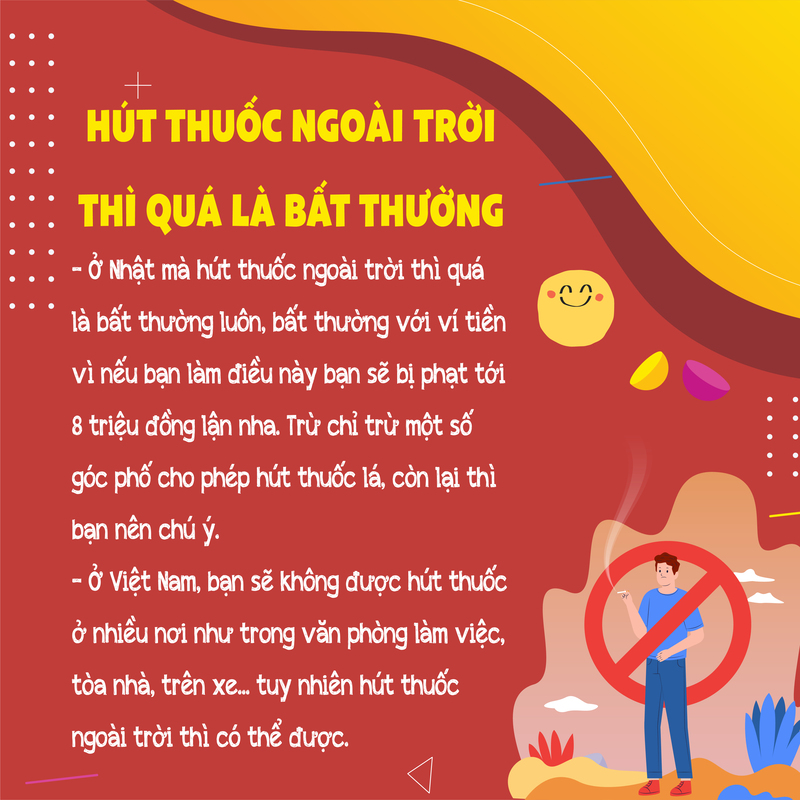 HÚT THUỐC NGOÀI TRỜI
THÌ QUÁ LÀ BẤT THƯỜNG
- Ở Nhật mà hút thuốc ngoài trời thì quá
là bất thường luôn, bất thường với ví tiền
vì nếu bạn làm điều này bạn sẽ bị phạt tới
8 triệu đồng lận nha. Trừ chỉ trừ một số
góc phố cho phép hút thuốc lá, còn lại thì
bạn nên chú ý.
- Ở Việt Nam, bạn sẽ không được hút thuốc
ở nhiều nơi như trong văn phòng làm việc,
tòa nhà, trên xe... tuy nhiên hút thuốc
ngoài trời thì có thể được.